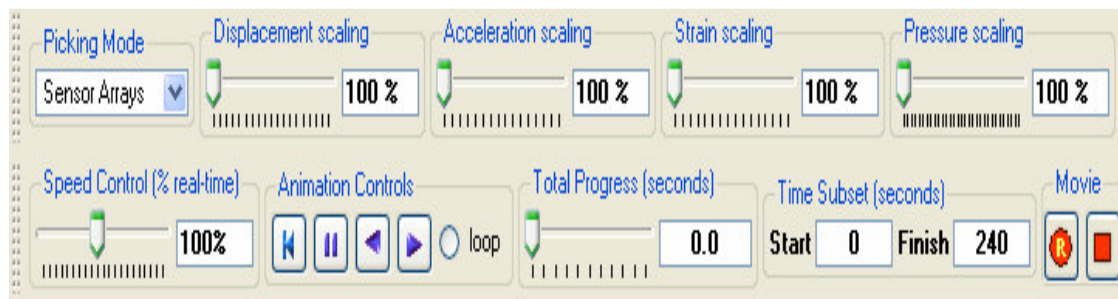 Picking Mode
Displacement scaling
Acceleration scaling
Strain scaling
Pressure scaling
Sensor Arrays
100 %
100 %
100 %
100 %
Speed Control (% real-time)
Animation Controls
Total Progress (seconds)
Time Subset (seconds)
Movie
100%
loop
0.0
Start 0 Finish 240
R